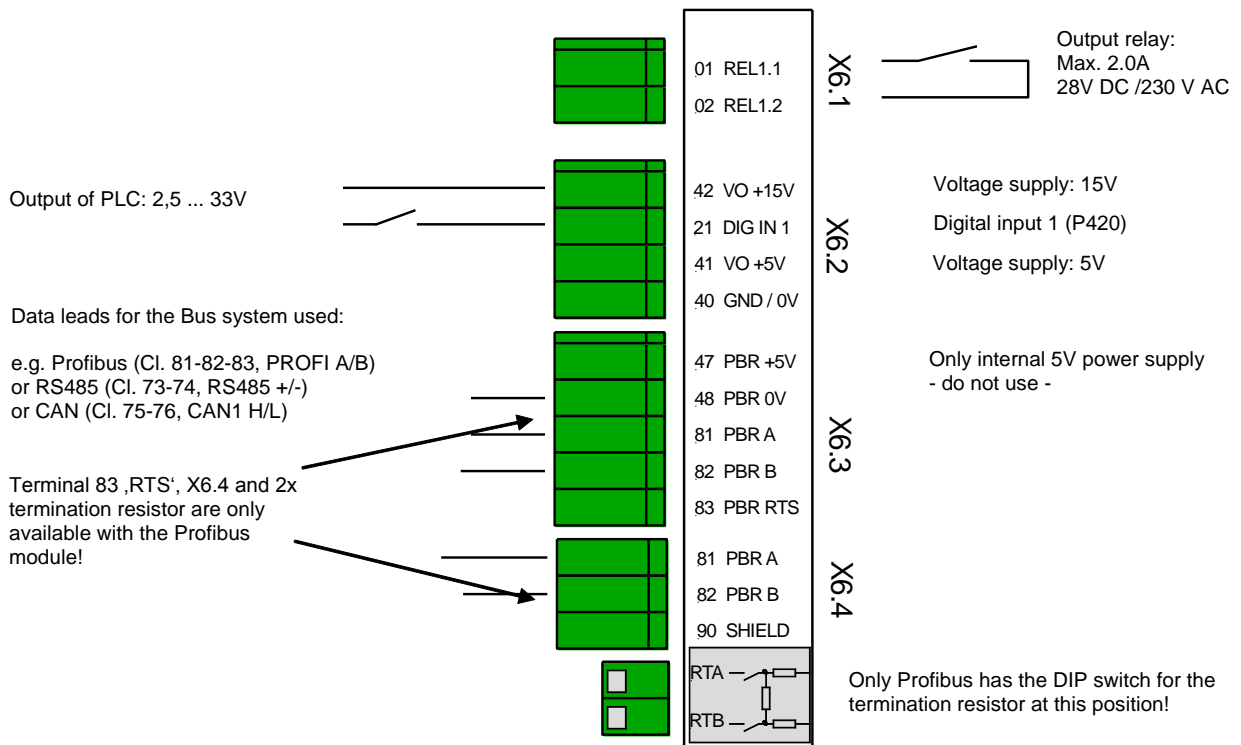 01 REL1.1
02 REL1.2
X6.1
Output relay:
Max. 2.0A
28V DC /230 V AC
Output of PLC: 2,5 ... 33V
42 VO +15V
21 DIG IN 1
41 VO +5V
40 GND / 0V
X6.2
Voltage supply: 15V
Digital input 1 (P420)
Voltage supply: 5V
Data leads for the Bus system used:
e.g. Profibus (Cl. 81-82-83, PROFI A/B)
or RS485 (Cl. 73-74, RS485 +/-)
or CAN (Cl. 75-76, CAN1 H/L)
47 PBR +5V
48 PBR 0V
81 PBR A
82 PBR B
83 PBR RTS
X6.3
Only internal 5V power supply
- do not use -
Terminal 83 ‚RTS‘, X6.4 and 2x
termination resistor are only
available with the Profibus
module!
81 PBR A
82 PBR B
90 SHIELD
X6.4
RTA
RTB
Only Profibus has the DIP switch for the
termination resistor at this position!